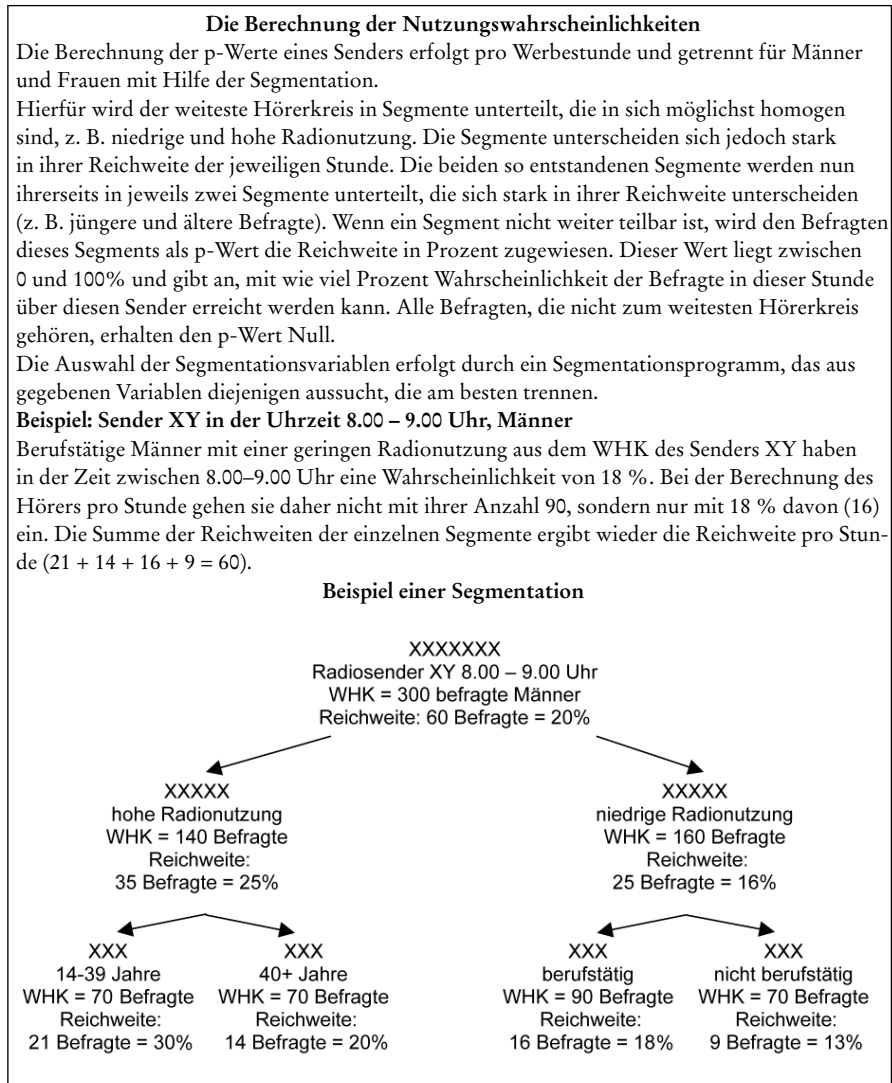 Die Berechnung der Nutzungswahrscheinlichkeiten
Die Berechnung der p-Werte eines Senders erfolgt pro Werbestunde und getrennt für Männer
und Frauen mit Hilfe der Segmentation.
Hierfür wird der weiteste Hörerkreis in Segmente unterteilt, die in sich möglichst homogen
sind, z. B. niedrige und hohe Radionutzung. Die Segmente unterscheiden sich jedoch stark
in ihrer Reichweite der jeweiligen Stunde. Die beiden so entstandenen Segmente werden nun
ihrerseits in jeweils zwei Segmente unterteilt, die sich stark in ihrer Reichweite unterscheiden
(z. B. jüngere und ältere Befragte). Wenn ein Segment nicht weiter teilbar ist, wird den Befragten
dieses Segments als p-Wert die Reichweite in Prozent zugewiesen. Dieser Wert liegt zwischen
0 und 100% und gibt an, mit wie viel Prozent Wahrscheinlichkeit der Befragte in dieser Stunde
über diesen Sender erreicht werden kann. Alle Befragten, die nicht zum weitesten Hörerkreis
gehören, erhalten den p-Wert Null.
Die Auswahl der Segmentationsvariablen erfolgt durch ein Segmentationsprogramm, das aus
gegebenen Variablen diejenigen aussucht, die am besten trennen.
Beispiel: Sender XY in der Uhrzeit 8.00 – 9.00 Uhr, Männer
Berufstätige Männer mit einer geringen Radionutzung aus dem WHK des Senders XY haben
in der Zeit zwischen 8.00–9.00 Uhr eine Wahrscheinlichkeit von 18 %. Bei der Berechnung des
Hörers pro Stunde gehen sie daher nicht mit ihrer Anzahl 90, sondern nur mit 18 % davon (16)
ein. Die Summe der Reichweiten der einzelnen Segmente ergibt wieder die Reichweite pro Stun-
de (21 + 14 + 16 + 9 = 60).
Beispiel einer Segmentation
XXXXXXX
Radiosender XY 8.00 – 9.00 Uhr
WHK = 300 befragte Männer
Reichweite: 60 Befragte = 20%
XXXXX
hohe Radionutzung
WHK = 140 Befragte
Reichweite:
35 Befragte = 25%
XXXXX
niedrige Radionutzung
WHK = 160 Befragte
Reichweite:
25 Befragte = 16%
XXX
14-39 Jahre
WHK = 70 Befragte
Reichweite:
21 Befragte = 30%
XXX
40+ Jahre
WHK = 70 Befragte
Reichweite:
14 Befragte = 20%
XXX
berufstätig
WHK = 90 Befragte
Reichweite:
16 Befragte = 18%
XXX
nicht berufstätig
WHK = 70 Befragte
Reichweite:
9 Befragte = 13%